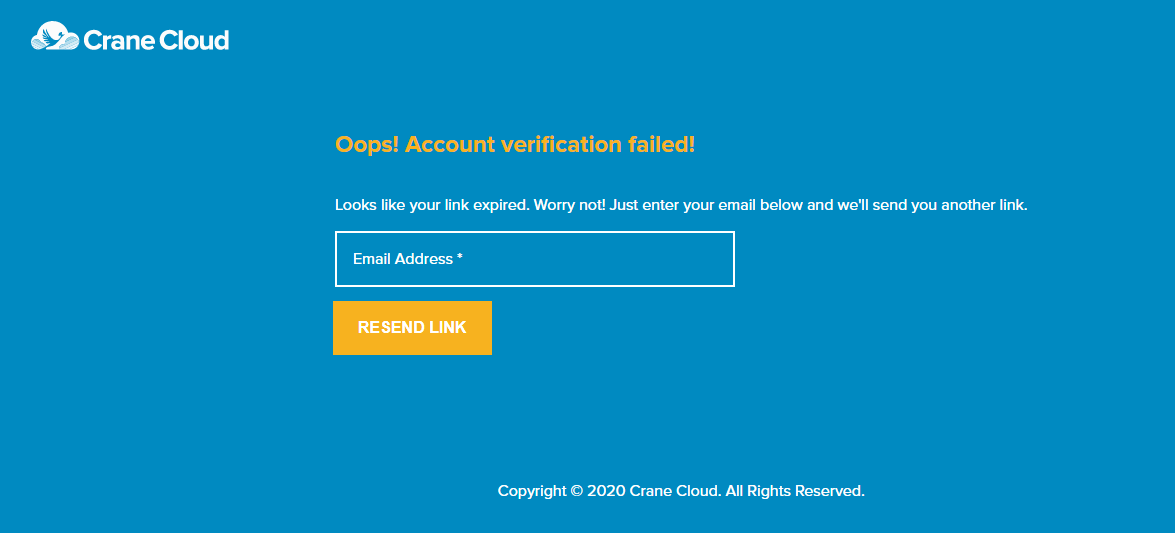 Crane Cloud
Oops! Account verification failed!
Looks like your link expired. Worry not! Just enter your email below and we'll send you another link.
Email Address *
RESEND LINK
Copyright © 2020 Crane Cloud. All Rights Reserved.